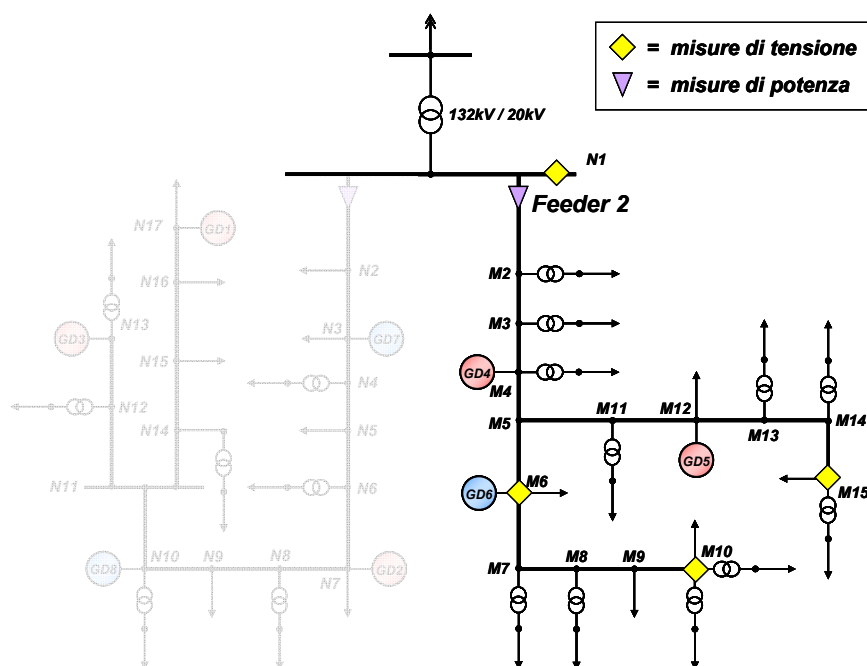 = misure di tensione
= misure di potenza
132kV / 20kV
N1
Feeder 2
N17
GD1
M2
N2
N16
N13
M3
GD3
N3
GD7
N15
GD4
M4
N4
N12
M11
M12
M5
M13
M14
N14
N5
GD5
N11
M6
GD6
N6
M15
N10
N9
N8
M8
M9
M10
GD8
N7
GD2
M7